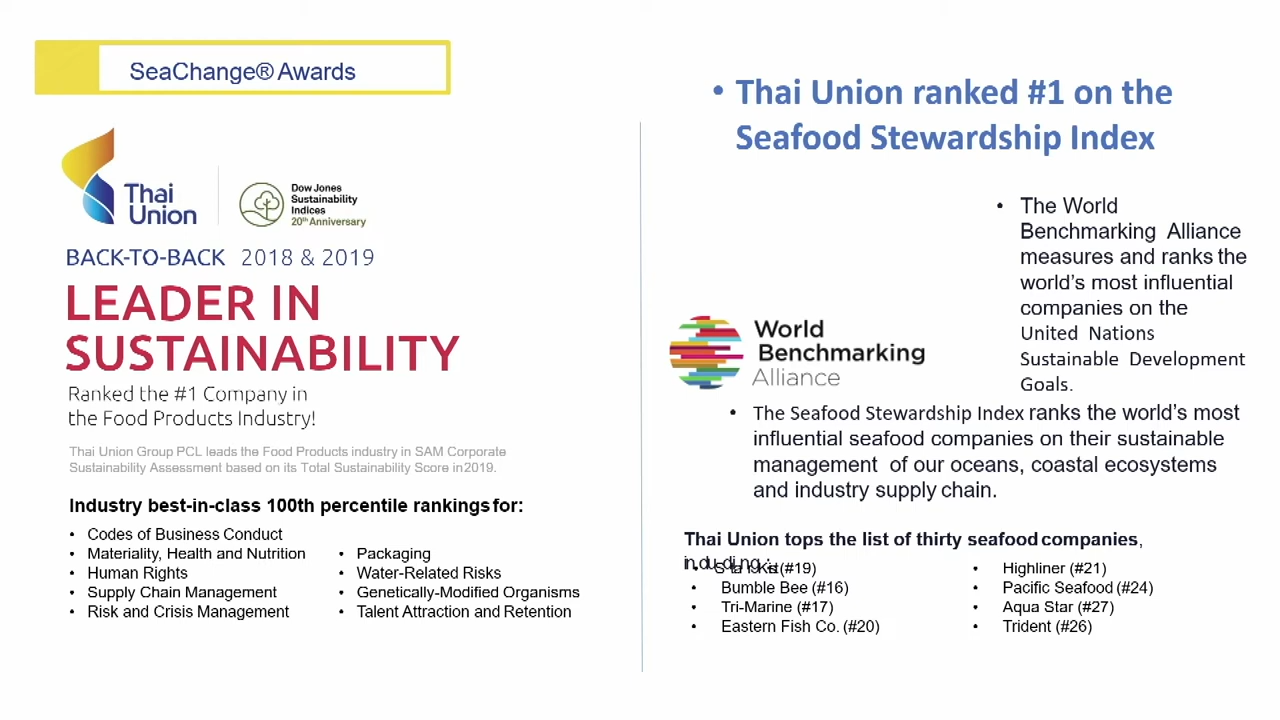 SeaChange® Awards
Thai
Union
Dow Jones
Sustainability
Indices
20th Anniversary
BACK-TO-BACK 2018 & 2019
LEADER IN
SUSTAINABILITY
Ranked the #1 Company in
the Food Products Industry!
Thai Union Group PCL leads the Food Products industry in SAM Corporate
Sustainability Assessment based on its Total Sustainability Score in 2019.
Industry best-in-class 100th percentile rankings for:
• Codes of Business Conduct
• Materiality, Health and Nutrition
• Human Rights
• Supply Chain Management
• Risk and Crisis Management
• Packaging
• Water-Related Risks
• Genetically-Modified Organisms
• Talent Attraction and Retention
• Thai Union ranked #1 on the
Seafood Stewardship Index
• The World
Benchmarking Alliance
measures and ranks the
world's most influential
companies on the
United Nations
Sustainable Development
Goals.
World
Benchmarking
Alliance
• The Seafood Stewardship Index ranks the world's most
influential seafood companies on their sustainable
management of our oceans, coastal ecosystems
and industry supply chain.
Thai Union tops the list of thirty seafood companies,
including:
• StarKist (#19)
• Bumble Bee (#16)
• Tri-Marine (#17)
• Eastern Fish Co. (#20)
• Highliner (#21)
• Pacific Seafood (#24)
• Aqua Star (#27)
• Trident (#26)